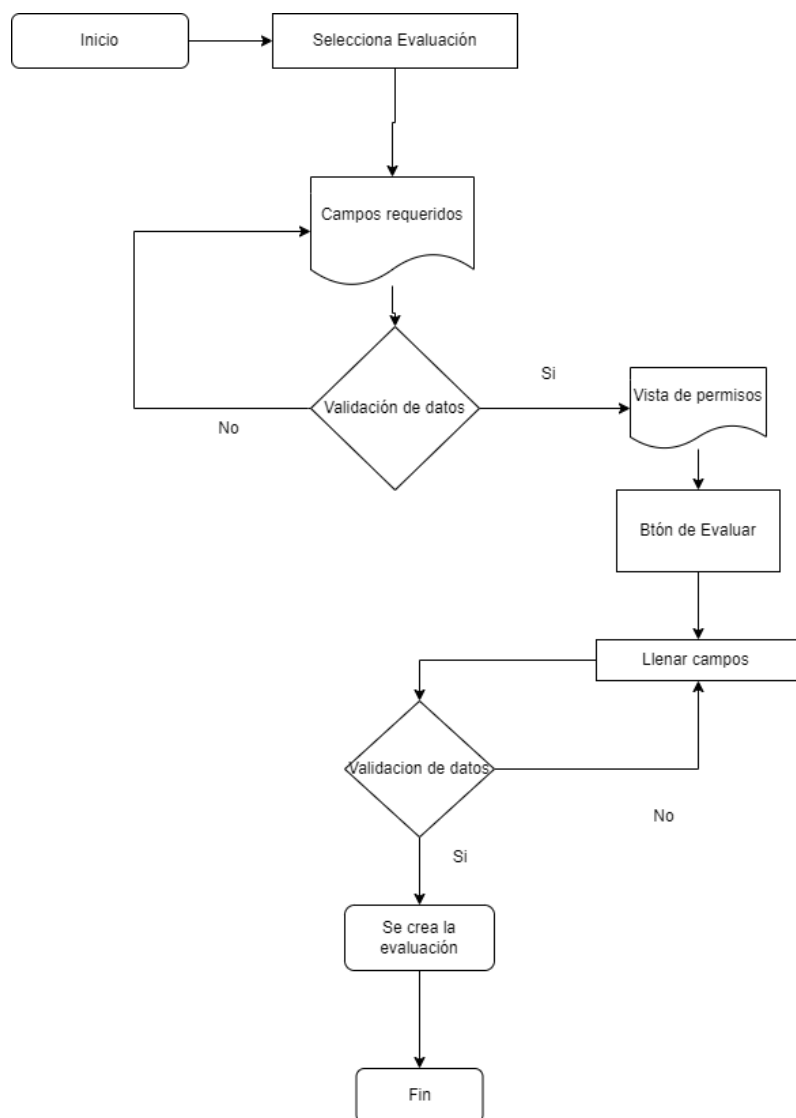 Inicio
Selecciona Evaluación
Campos requeridos
Validación de datos
Si
No
Vista de permisos
Btón de Evaluar
Llenar campos
Validacion de datos
No
Si
Se crea la
evaluación
Fin